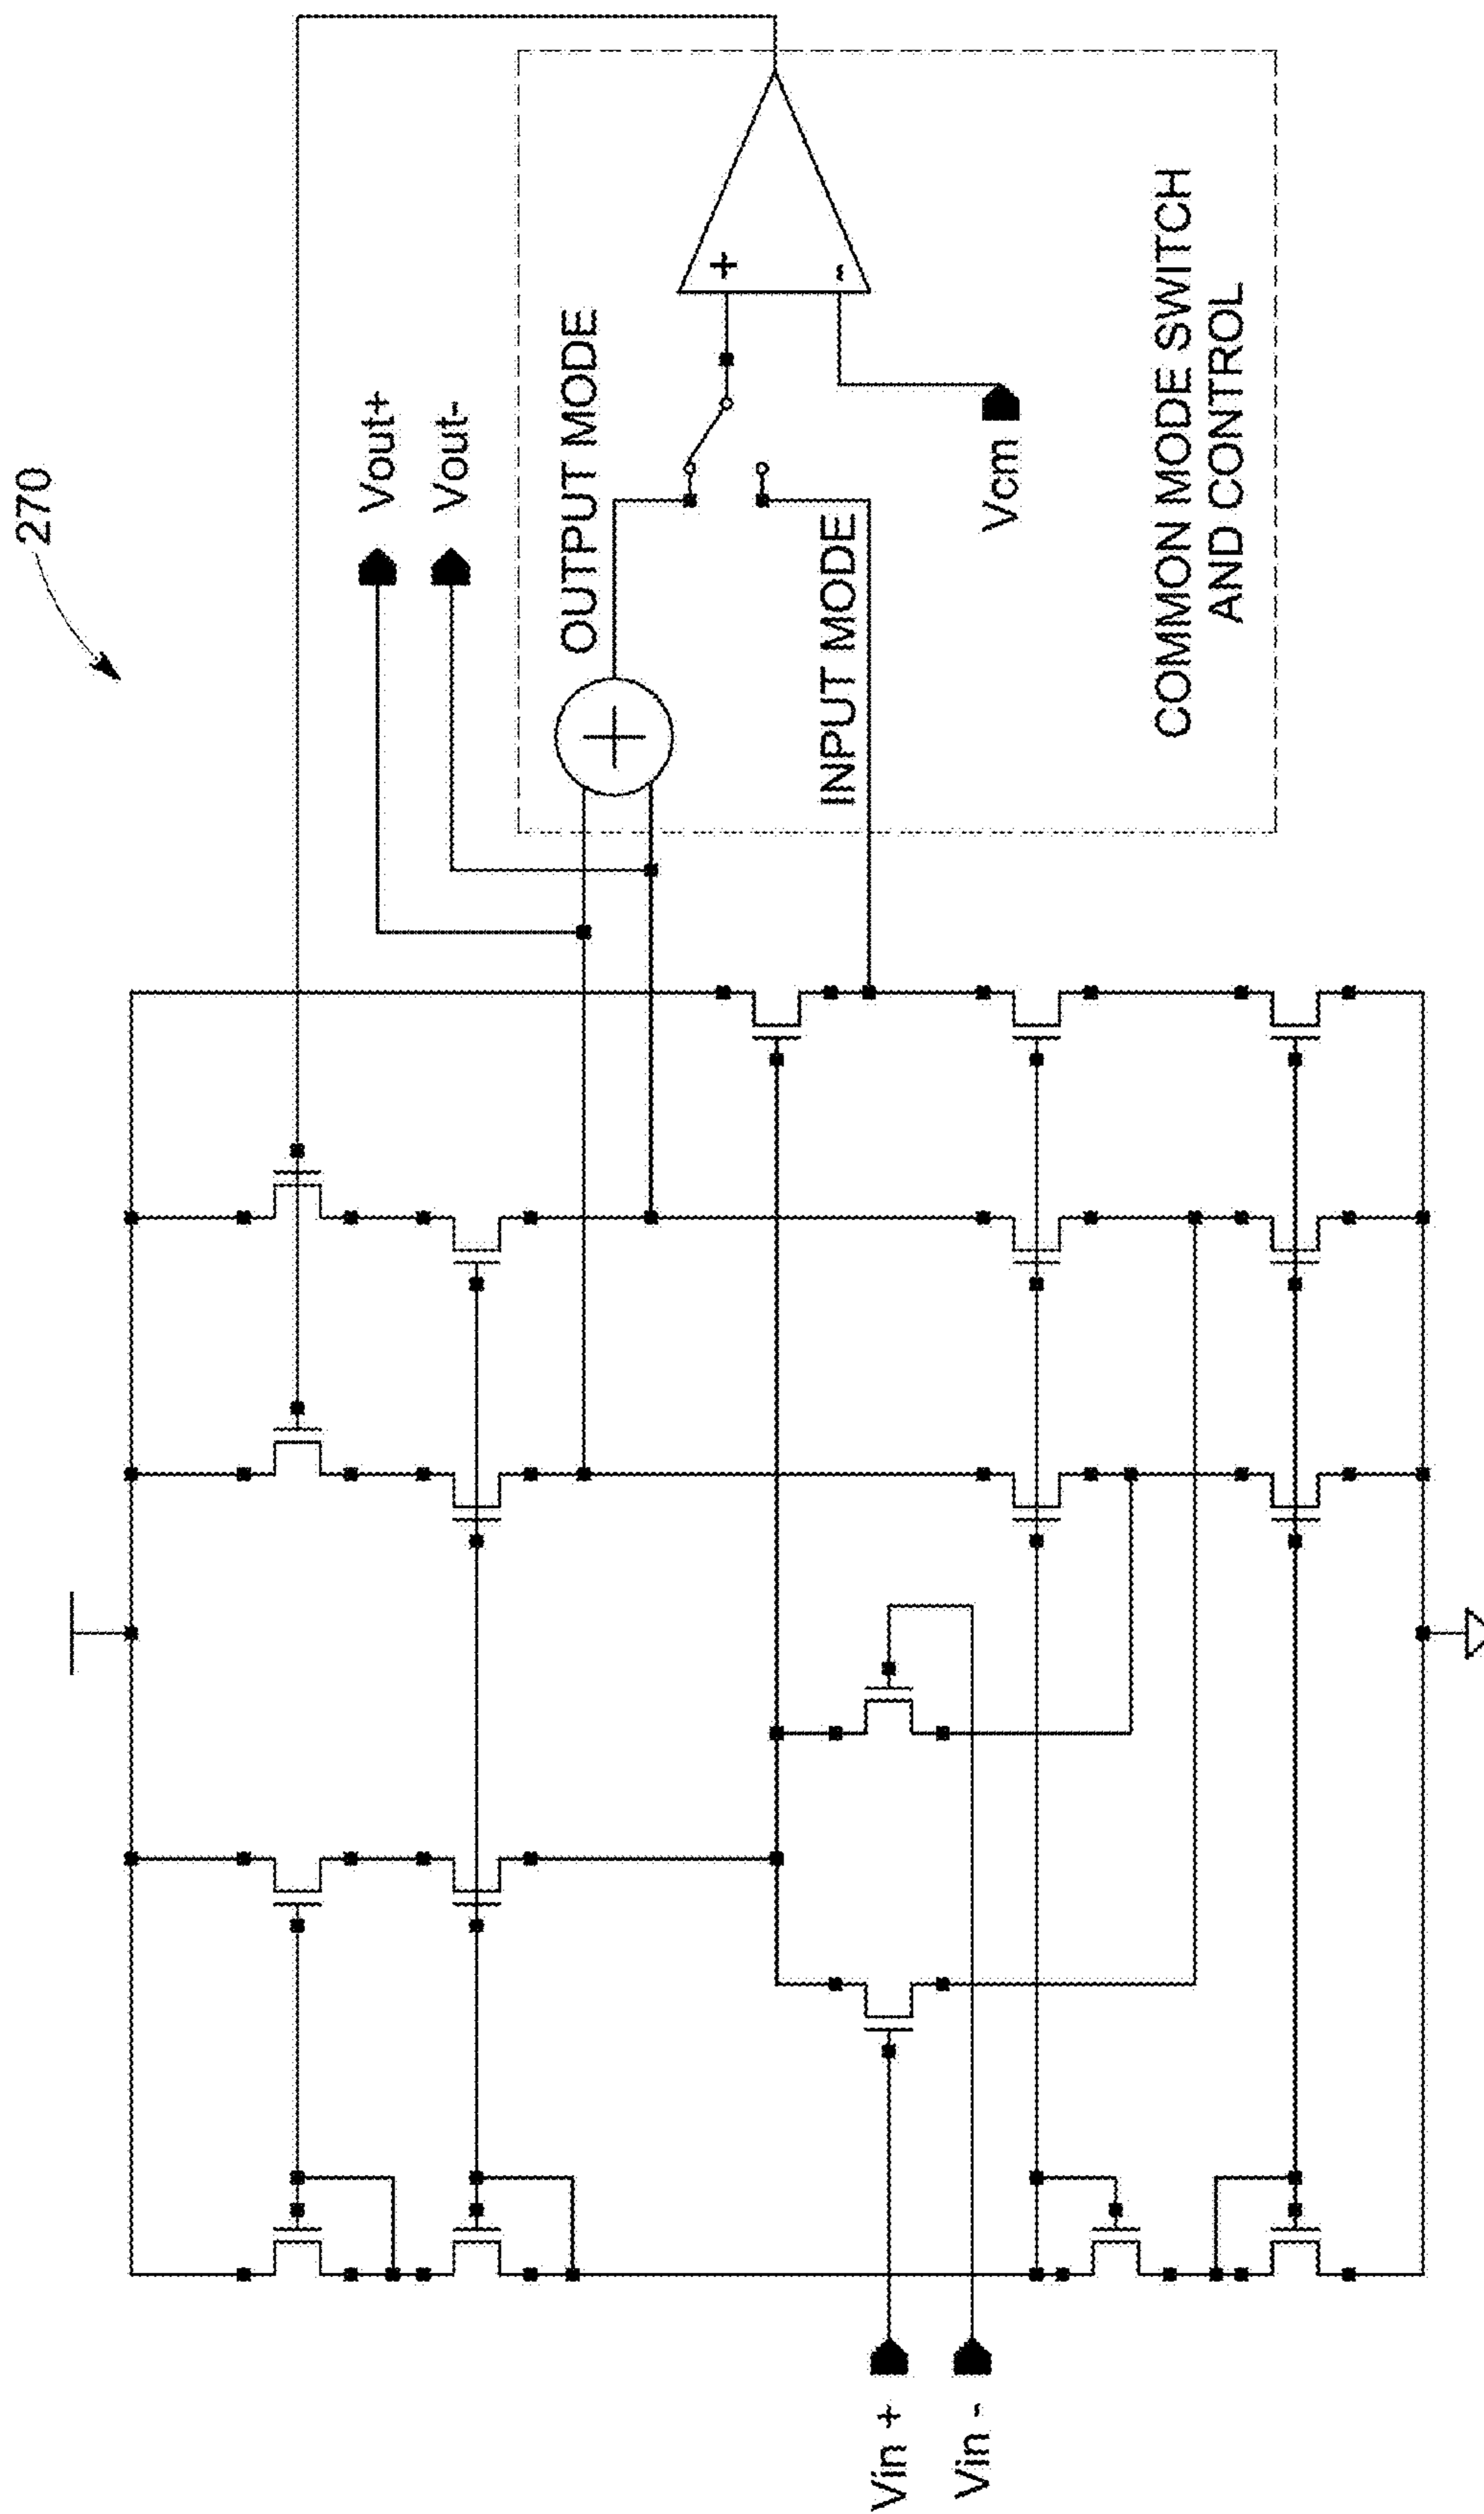 270
Vout+
Vout-
OUTPUT MODE
+
-
INPUT MODE
Vcm
COMMON MODE SWITCH
AND CONTROL
Vin +
Vin -